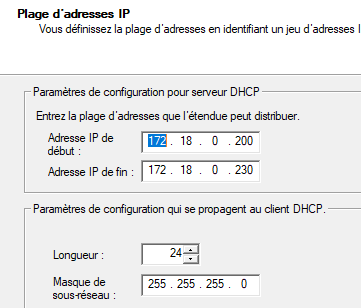 Plage d'adresses IP
Vous définissez la plage d'adresses en identifiant un jeu d'adresses I
Paramètres de configuration pour serveur DHCP
Entrez la plage d'adresses que l'étendue peut distribuer.
Adresse IP de début : 172 . 18 . 0 . 200
Adresse IP de fin : 172 . 18 . 0 . 230
Paramètres de configuration qui se propagent au client DHCP.
Longueur : 24
Masque de sous-réseau : 255 . 255 . 255 . 0